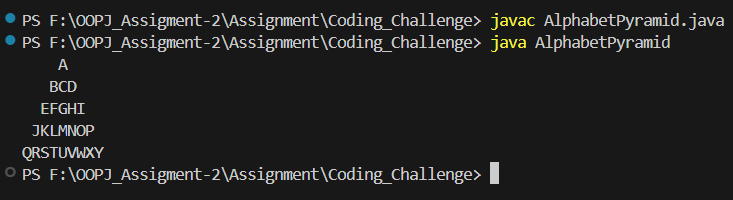 PS F:\OOPJ_Assigment-2\Assignment\Coding_Challenge> javac AlphabetPyramid.java
PS F:\OOPJ_Assigment-2\Assignment\Coding_Challenge> java AlphabetPyramid
    A
   BCD
  EFGHI
 JKLMNOP
QRSTUVWXY
PS F:\OOPJ_Assigment-2\Assignment\Coding_Challenge>